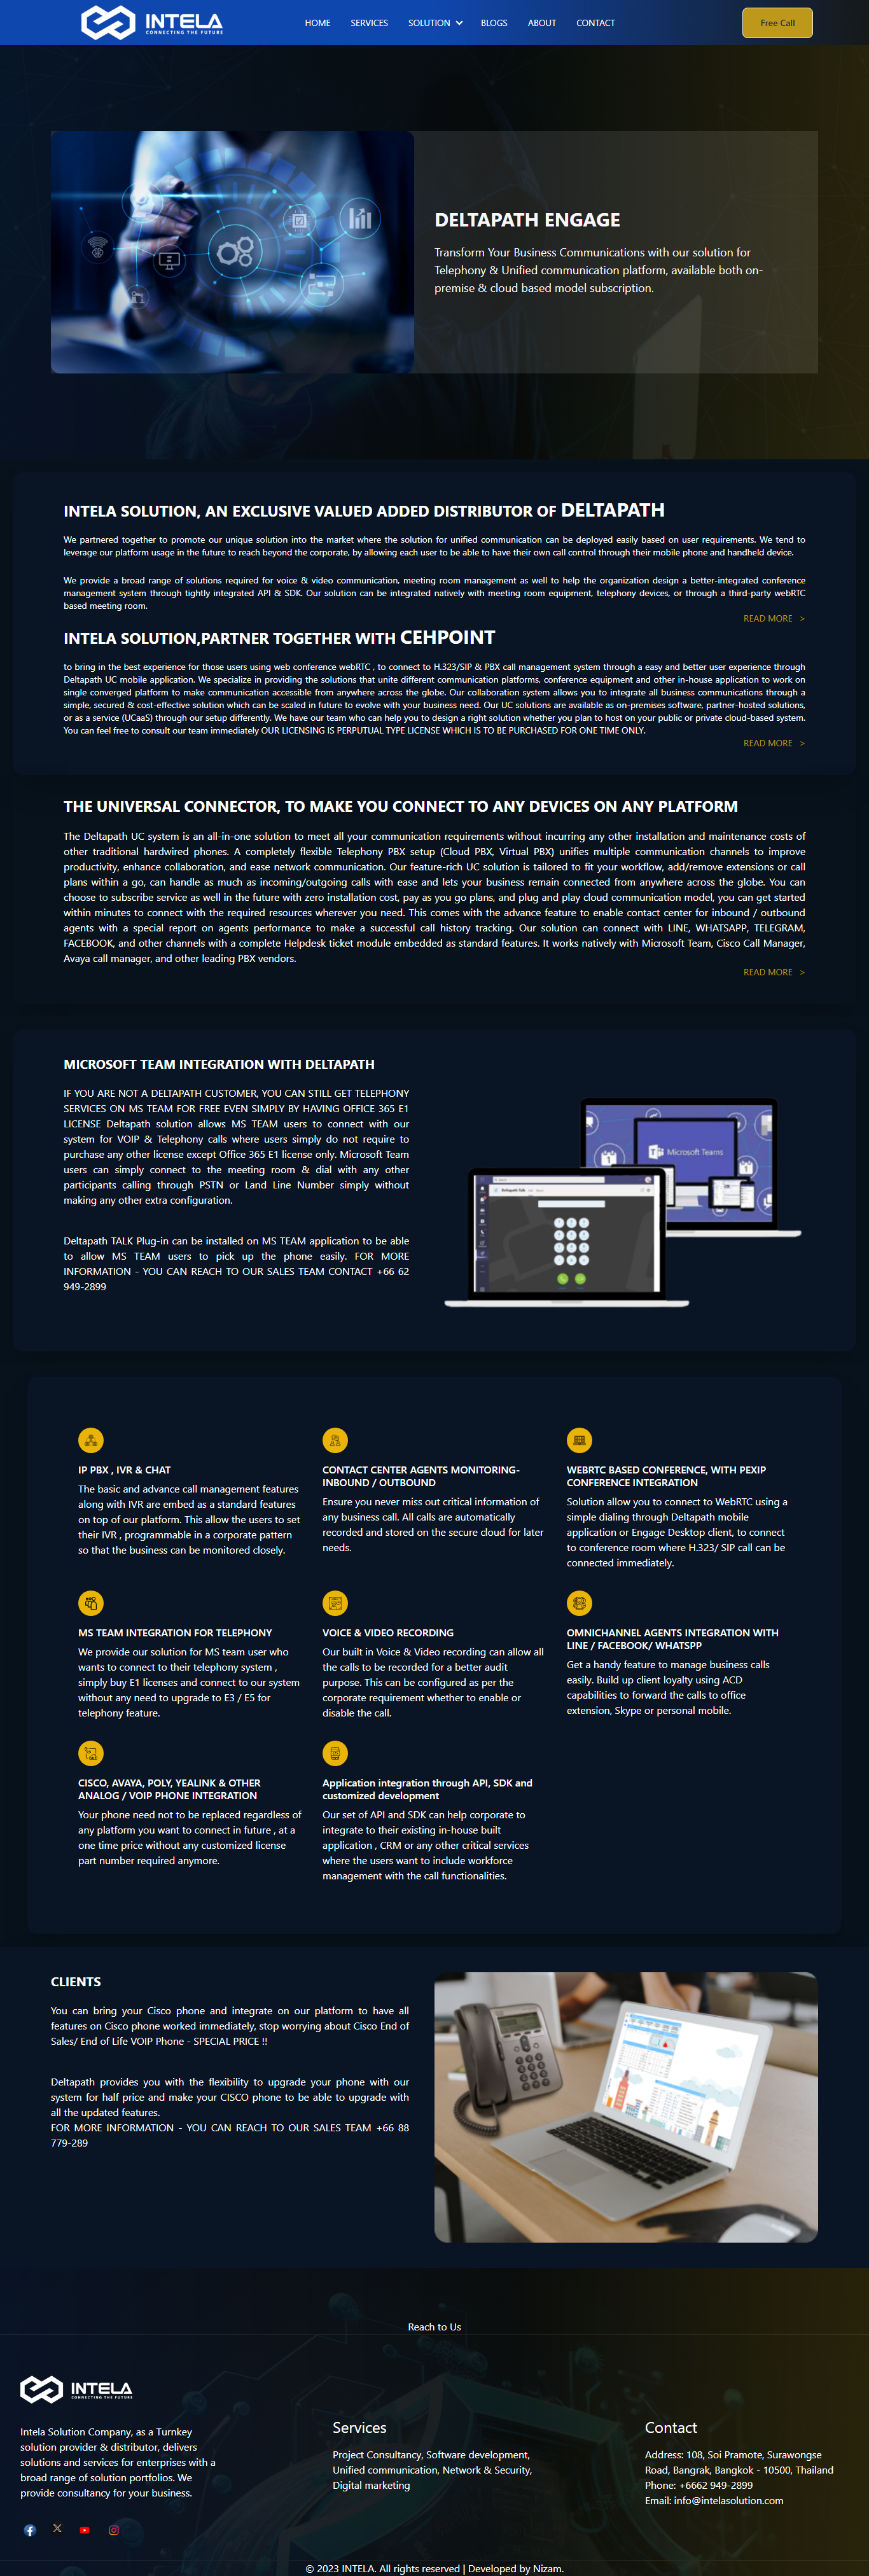 INTELA
CONNECTING THE FUTURE
HOME
SERVICES
SOLUTION
BLOGS
ABOUT
CONTACT
Free Call
DELTAPATH ENGAGE
Transform Your Business Communications with our solution for
Telephony & Unified communication platform, available both on-
premise & cloud based model subscription.
INTELA SOLUTION, AN EXCLUSIVE VALUED ADDED DISTRIBUTOR OF DELTAPATH
We partnered together to promote our unique solution into the market where the solution for unified communication can be deployed easily based on user requirements. We tend to
leverage our platform usage in the future to reach beyond the corporate, by allowing each user to be able to have their own call control through their mobile phone and handheld device.
We provide a broad range of solutions required for voice & video communication, meeting room management as well to help the organization design a better-integrated conference
management system through tightly integrated API & SDK. Our solution can be integrated natively with meeting room equipment, telephony devices, or through a third-party webRTC
based meeting room.
READ MORE >
INTELA SOLUTION,PARTNER TOGETHER WITH CEHPOINT
to bring in the best experience for those users using web conference webRTC , to connect to H.323/SIP & PBX call management system through a easy and better user experience through
Deltapath UC mobile application. We specialize in providing the solutions that unite different communication platforms, conference equipment and other in-house application to work on
single converged platform to make communication accessible from anywhere across the globe. Our collaboration system allows you to integrate all business communications through a
simple, secured & cost-effective solution which can be scaled in future to evolve with your business need. Our UC solutions are available as on-premises software, partner-hosted solutions,
or as a service (UCaaS) through our setup differently. We have our team who can help you to design a right solution whether you plan to host on your public or private cloud-based system.
You can feel free to consult our team immediately OUR LICENSING IS PERPUTUAL TYPE LICENSE WHICH IS TO BE PURCHASED FOR ONE TIME ONLY.
READ MORE >
THE UNIVERSAL CONNECTOR, TO MAKE YOU CONNECT TO ANY DEVICES ON ANY PLATFORM
The Deltapath UC system is an all-in-one solution to meet all your communication requirements without incurring any other installation and maintenance costs of
other traditional hardwired phones. A completely flexible Telephony PBX setup (Cloud PBX, Virtual PBX) unifies multiple communication channels to improve
productivity, enhance collaboration, and ease network communication. Our feature-rich UC solution is tailored to fit your workflow, add/remove extensions or call
plans within a go, can handle as much as incoming/outgoing calls with ease and lets your business remain connected from anywhere across the globe. You can
choose to subscribe service as well in the future with zero installation cost, pay as you go plans, and plug and play cloud communication model, you can get started
within minutes to connect with the required resources wherever you need. This comes with the advance feature to enable contact center for inbound / outbound
agents with a special report on agents performance to make a successful call history tracking. Our solution can connect with LINE, WHATSAPP, TELEGRAM,
FACEBOOK, and other channels with a complete Helpdesk ticket module embedded as standard features. It works natively with Microsoft Team, Cisco Call Manager,
Avaya call manager, and other leading PBX vendors.
READ MORE >
MICROSOFT TEAM INTEGRATION WITH DELTAPATH
IF YOU ARE NOT A DELTAPATH CUSTOMER, YOU CAN STILL GET TELEPHONY
SERVICES ON MS TEAM FOR FREE EVEN SIMPLY BY HAVING OFFICE 365 E1
LICENSE Deltapath solution allows MS TEAM users to connect with our
system for VOIP & Telephony calls where users simply do not require to
purchase any other license except Office 365 E1 license only. Microsoft Team
users can simply connect to the meeting room & dial with any other
participants calling through PSTN or Land Line Number simply without
making any other extra configuration.
Deltapath TALK Plug-in can be installed on MS TEAM application to be able
to allow MS TEAM users to pick up the phone easily. FOR MORE
INFORMATION - YOU CAN REACH TO OUR SALES TEAM CONTACT +66 62
949-2899
Microsoft Teams
IP PBX , IVR & CHAT
The basic and advance call management features
along with IVR are embed as a standard features
on top of our platform. This allow the users to set
their IVR , programmable in a corporate pattern
so that the business can be monitored closely.
CONTACT CENTER AGENTS MONITORING-
INBOUND / OUTBOUND
Ensure you never miss out critical information of
any business call. All calls are automatically
recorded and stored on the secure cloud for later
needs.
WEBRTC BASED CONFERENCE, WITH PEXIP
CONFERENCE INTEGRATION
Solution allow you to connect to WebRTC using a
simple dialing through Deltapath mobile
application or Engage Desktop client, to connect
to conference room where H.323/ SIP call can be
connected immediately.
MS TEAM INTEGRATION FOR TELEPHONY
We provide our solution for MS team user who
wants to connect to their telephony system ,
simply buy E1 licenses and connect to our system
without any need to upgrade to E3 / E5 for
telephony feature.
VOICE & VIDEO RECORDING
Our built in Voice & Video recording can allow all
the calls to be recorded for a better audit
purpose. This can be configured as per the
corporate requirement whether to enable or
disable the call.
OMNICHANNEL AGENTS INTEGRATION WITH
LINE / FACEBOOK/ WHATSPP
Get a handy feature to manage business calls
easily. Build up client loyalty using ACD
capabilities to forward the calls to office
extension, Skype or personal mobile.
CISCO, AVAYA, POLY, YEALINK & OTHER
ANALOG / VOIP PHONE INTEGRATION
Your phone need not to be replaced regardless of
any platform you want to connect in future , at a
one time price without any customized license
part number required anymore.
Application integration through API, SDK and
customized development
Our set of API and SDK can help corporate to
integrate to their existing in-house built
application , CRM or any other critical services
where the users want to include workforce
management with the call functionalities.
CLIENTS
You can bring your Cisco phone and integrate on our platform to have all
features on Cisco phone worked immediately, stop worrying about Cisco End of
Sales/ End of Life VOIP Phone - SPECIAL PRICE !!
Deltapath provides you with the flexibility to upgrade your phone with our
system for half price and make your CISCO phone to be able to upgrade with
all the updated features.
FOR MORE INFORMATION - YOU CAN REACH TO OUR SALES TEAM +66 88
779-289
Reach to Us
INTELA
CONNECTING THE FUTURE
Intela Solution Company, as a Turnkey
solution provider & distributor, delivers
solutions and services for enterprises with a
broad range of solution portfolios. We
provide consultancy for your business.
Services
Project Consultancy, Software development,
Unified communication, Network & Security,
Digital marketing
Contact
Address: 108, Soi Pramote, Surawongse
Road, Bangrak, Bangkok - 10500, Thailand
Phone: +6662 949-2899
Email: info@intelasolution.com
© 2023 INTELA. All rights reserved | Developed by Nizam.